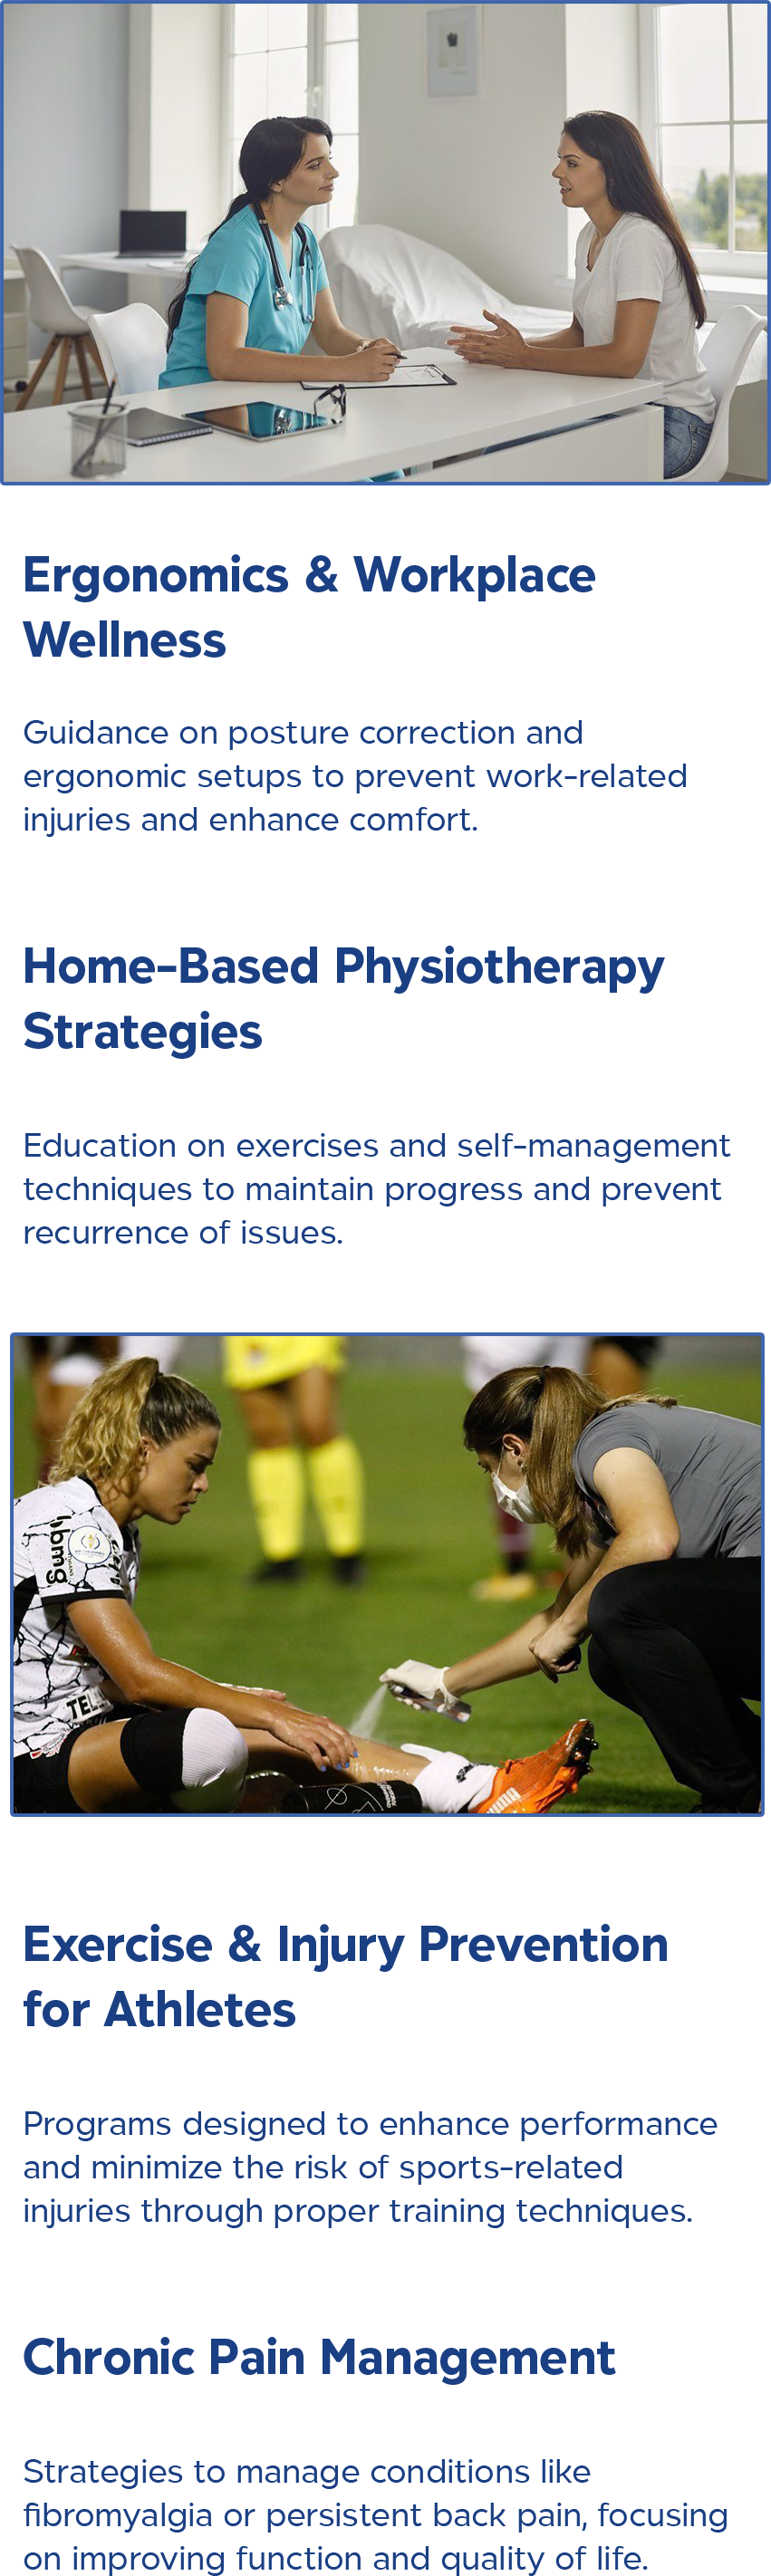 Ergonomics & Workplace
Wellness
Guidance on posture correction and
ergonomic setups to prevent work-related
injuries and enhance comfort.
Home-Based Physiotherapy
Strategies
Education on exercises and self-management
techniques to maintain progress and prevent
recurrence of issues.
bmg
TEL
PUMA
Exercise & Injury Prevention
for Athletes
Programs designed to enhance performance
and minimize the risk of sports-related
injuries through proper training techniques.
Chronic Pain Management
Strategies to manage conditions like
fibromyalgia or persistent back pain, focusing
on improving function and quality of life.